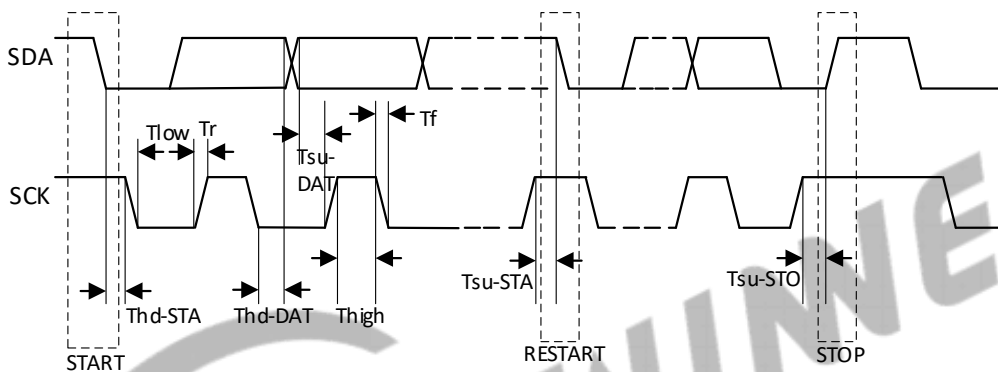 SDA
Tlow
Tr
Tsu-
DAT
Tf
SCK
Thd-STA
Thd-DAT
Thigh
Tsu-STA
Tsu-STO
START
RESTART
STOP